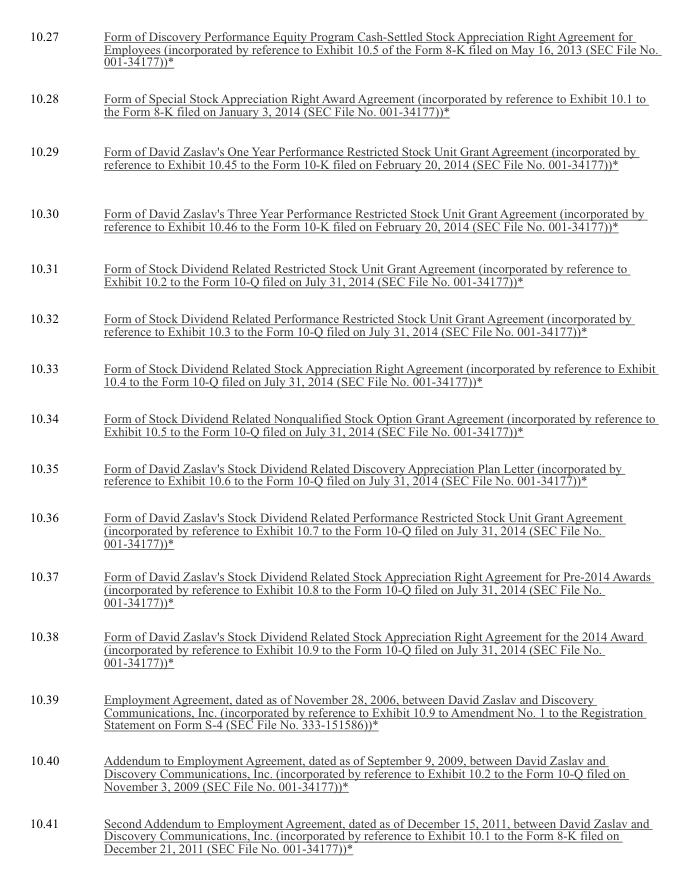 10.27 Form of Discovery Performance Equity Program Cash-Settled Stock Appreciation Right Agreement for
Employees (incorporated by reference to Exhibit 10.5 of the Form 8-K filed on May 16, 2013 (SEC File No.
001-34177))*
10.28 Form of Special Stock Appreciation Right Award Agreement (incorporated by reference to Exhibit 10.1 to
the Form 8-K filed on January 3, 2014 (SEC File No. 001-34177))*
10.29 Form of David Zaslav's One Year Performance Restricted Stock Unit Grant Agreement (incorporated by
reference to Exhibit 10.45 to the Form 10-K filed on February 20, 2014 (SEC File No. 001-34177))*
10.30 Form of David Zaslav's Three Year Performance Restricted Stock Unit Grant Agreement (incorporated by
reference to Exhibit 10.46 to the Form 10-K filed on February 20, 2014 (SEC File No. 001-34177))*
10.31 Form of Stock Dividend Related Restricted Stock Unit Grant Agreement (incorporated by reference to
Exhibit 10.2 to the Form 10-Q filed on July 31, 2014 (SEC File No. 001-34177))*
10.32 Form of Stock Dividend Related Performance Restricted Stock Unit Grant Agreement (incorporated by
reference to Exhibit 10.3 to the Form 10-Q filed on July 31, 2014 (SEC File No. 001-34177))*
10.33 Form of Stock Dividend Related Stock Appreciation Right Agreement (incorporated by reference to Exhibit
10.4 to the Form 10-Q filed on July 31, 2014 (SEC File No. 001-34177))*
10.34 Form of Stock Dividend Related Nonqualified Stock Option Grant Agreement (incorporated by reference to
Exhibit 10.5 to the Form 10-Q filed on July 31, 2014 (SEC File No. 001-34177))*
10.35 Form of David Zaslav's Stock Dividend Related Discovery Appreciation Plan Letter (incorporated by
reference to Exhibit 10.6 to the Form 10-Q filed on July 31, 2014 (SEC File No. 001-34177))*
10.36 Form of David Zaslav's Stock Dividend Related Performance Restricted Stock Unit Grant Agreement
(incorporated by reference to Exhibit 10.7 to the Form 10-Q filed on July 31, 2014 (SEC File No.
001-34177))*
10.37 Form of David Zaslav's Stock Dividend Related Stock Appreciation Right Agreement for Pre-2014 Awards
(incorporated by reference to Exhibit 10.8 to the Form 10-Q filed on July 31, 2014 (SEC File No.
001-34177))*
10.38 Form of David Zaslav's Stock Dividend Related Stock Appreciation Right Agreement for the 2014 Award
(incorporated by reference to Exhibit 10.9 to the Form 10-Q filed on July 31, 2014 (SEC File No.
001-34177))*
10.39 Employment Agreement, dated as of November 28, 2006, between David Zaslav and Discovery
Communications, Inc. (incorporated by reference to Exhibit 10.9 to Amendment No. 1 to the Registration
Statement on Form S-4 (SEC File No. 333-151586))*
10.40 Addendum to Employment Agreement, dated as of September 9, 2009, between David Zaslav and
Discovery Communications, Inc. (incorporated by reference to Exhibit 10.2 to the Form 10-Q filed on
November 3, 2009 (SEC File No. 001-34177))*
10.41 Second Addendum to Employment Agreement, dated as of December 15, 2011, between David Zaslav and
Discovery Communications, Inc. (incorporated by reference to Exhibit 10.1 to the Form 8-K filed on
December 21, 2011 (SEC File No. 001-34177))*